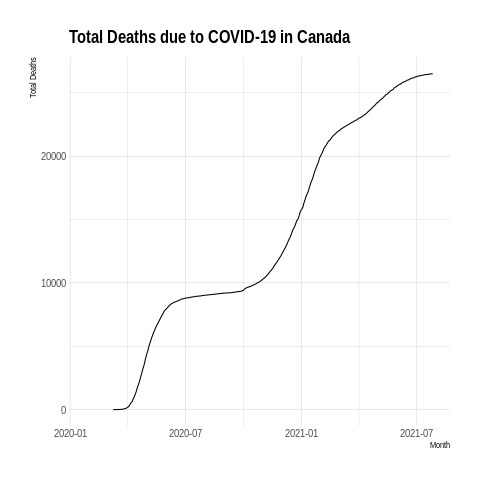 Total Deaths due to COVID-19 in Canada
Total Deaths
20000
10000
0
2020-01 2020-07 2021-01 2021-07
Month